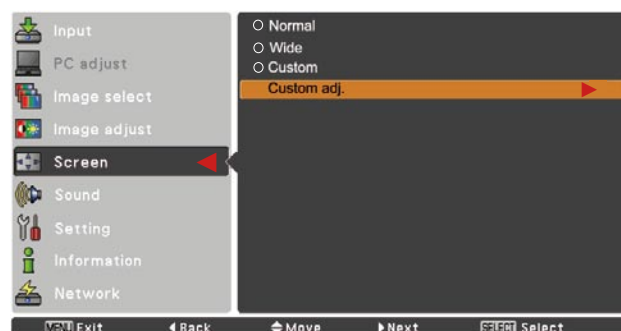 Input
PC adjust
Image select
Image adjust
Screen
Sound
Setting
Information
Network
Normal
Wide
Custom
Custom adj.
MENU Exit Back Move Next SELECT Select